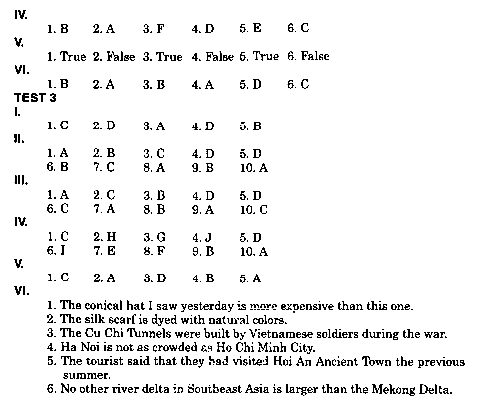 IV.
1. B 2. A 3. F 4. D 5. E 6. C
V.
1. True 2. False 3. True 4. False 5. True 6. False
VI.
1. B 2. A 3. B 4. A 5. D 6. C
TEST 3
I.
1. C 2. D 3. A 4. D 5. B
II.
1. A 2. B 3. C 4. D 5. D
6. B 7. C 8. A 9. B 10. A
III.
1. A 2. C 3. B 4. D 5. D
6. C 7. A 8. B 9. A 10. C
IV.
1. C 2. H 3. G 4. J 5. D
6. I 7. E 8. F 9. B 10. A
V.
1. C 2. A 3. D 4. B 5. A
VI.
1. The conical hat I saw yesterday is more expensive than this one.
2. The silk scarf is dyed with natural colors.
3. The Cu Chi Tunnels were built by Vietnamese soldiers during the war.
4. Ha Noi is not as crowded as Ho Chi Minh City.
5. The tourist said that they had visited Hoi An Ancient Town the previous
summer.
6. No other river delta in Southeast Asia is larger than the Mekong Delta.